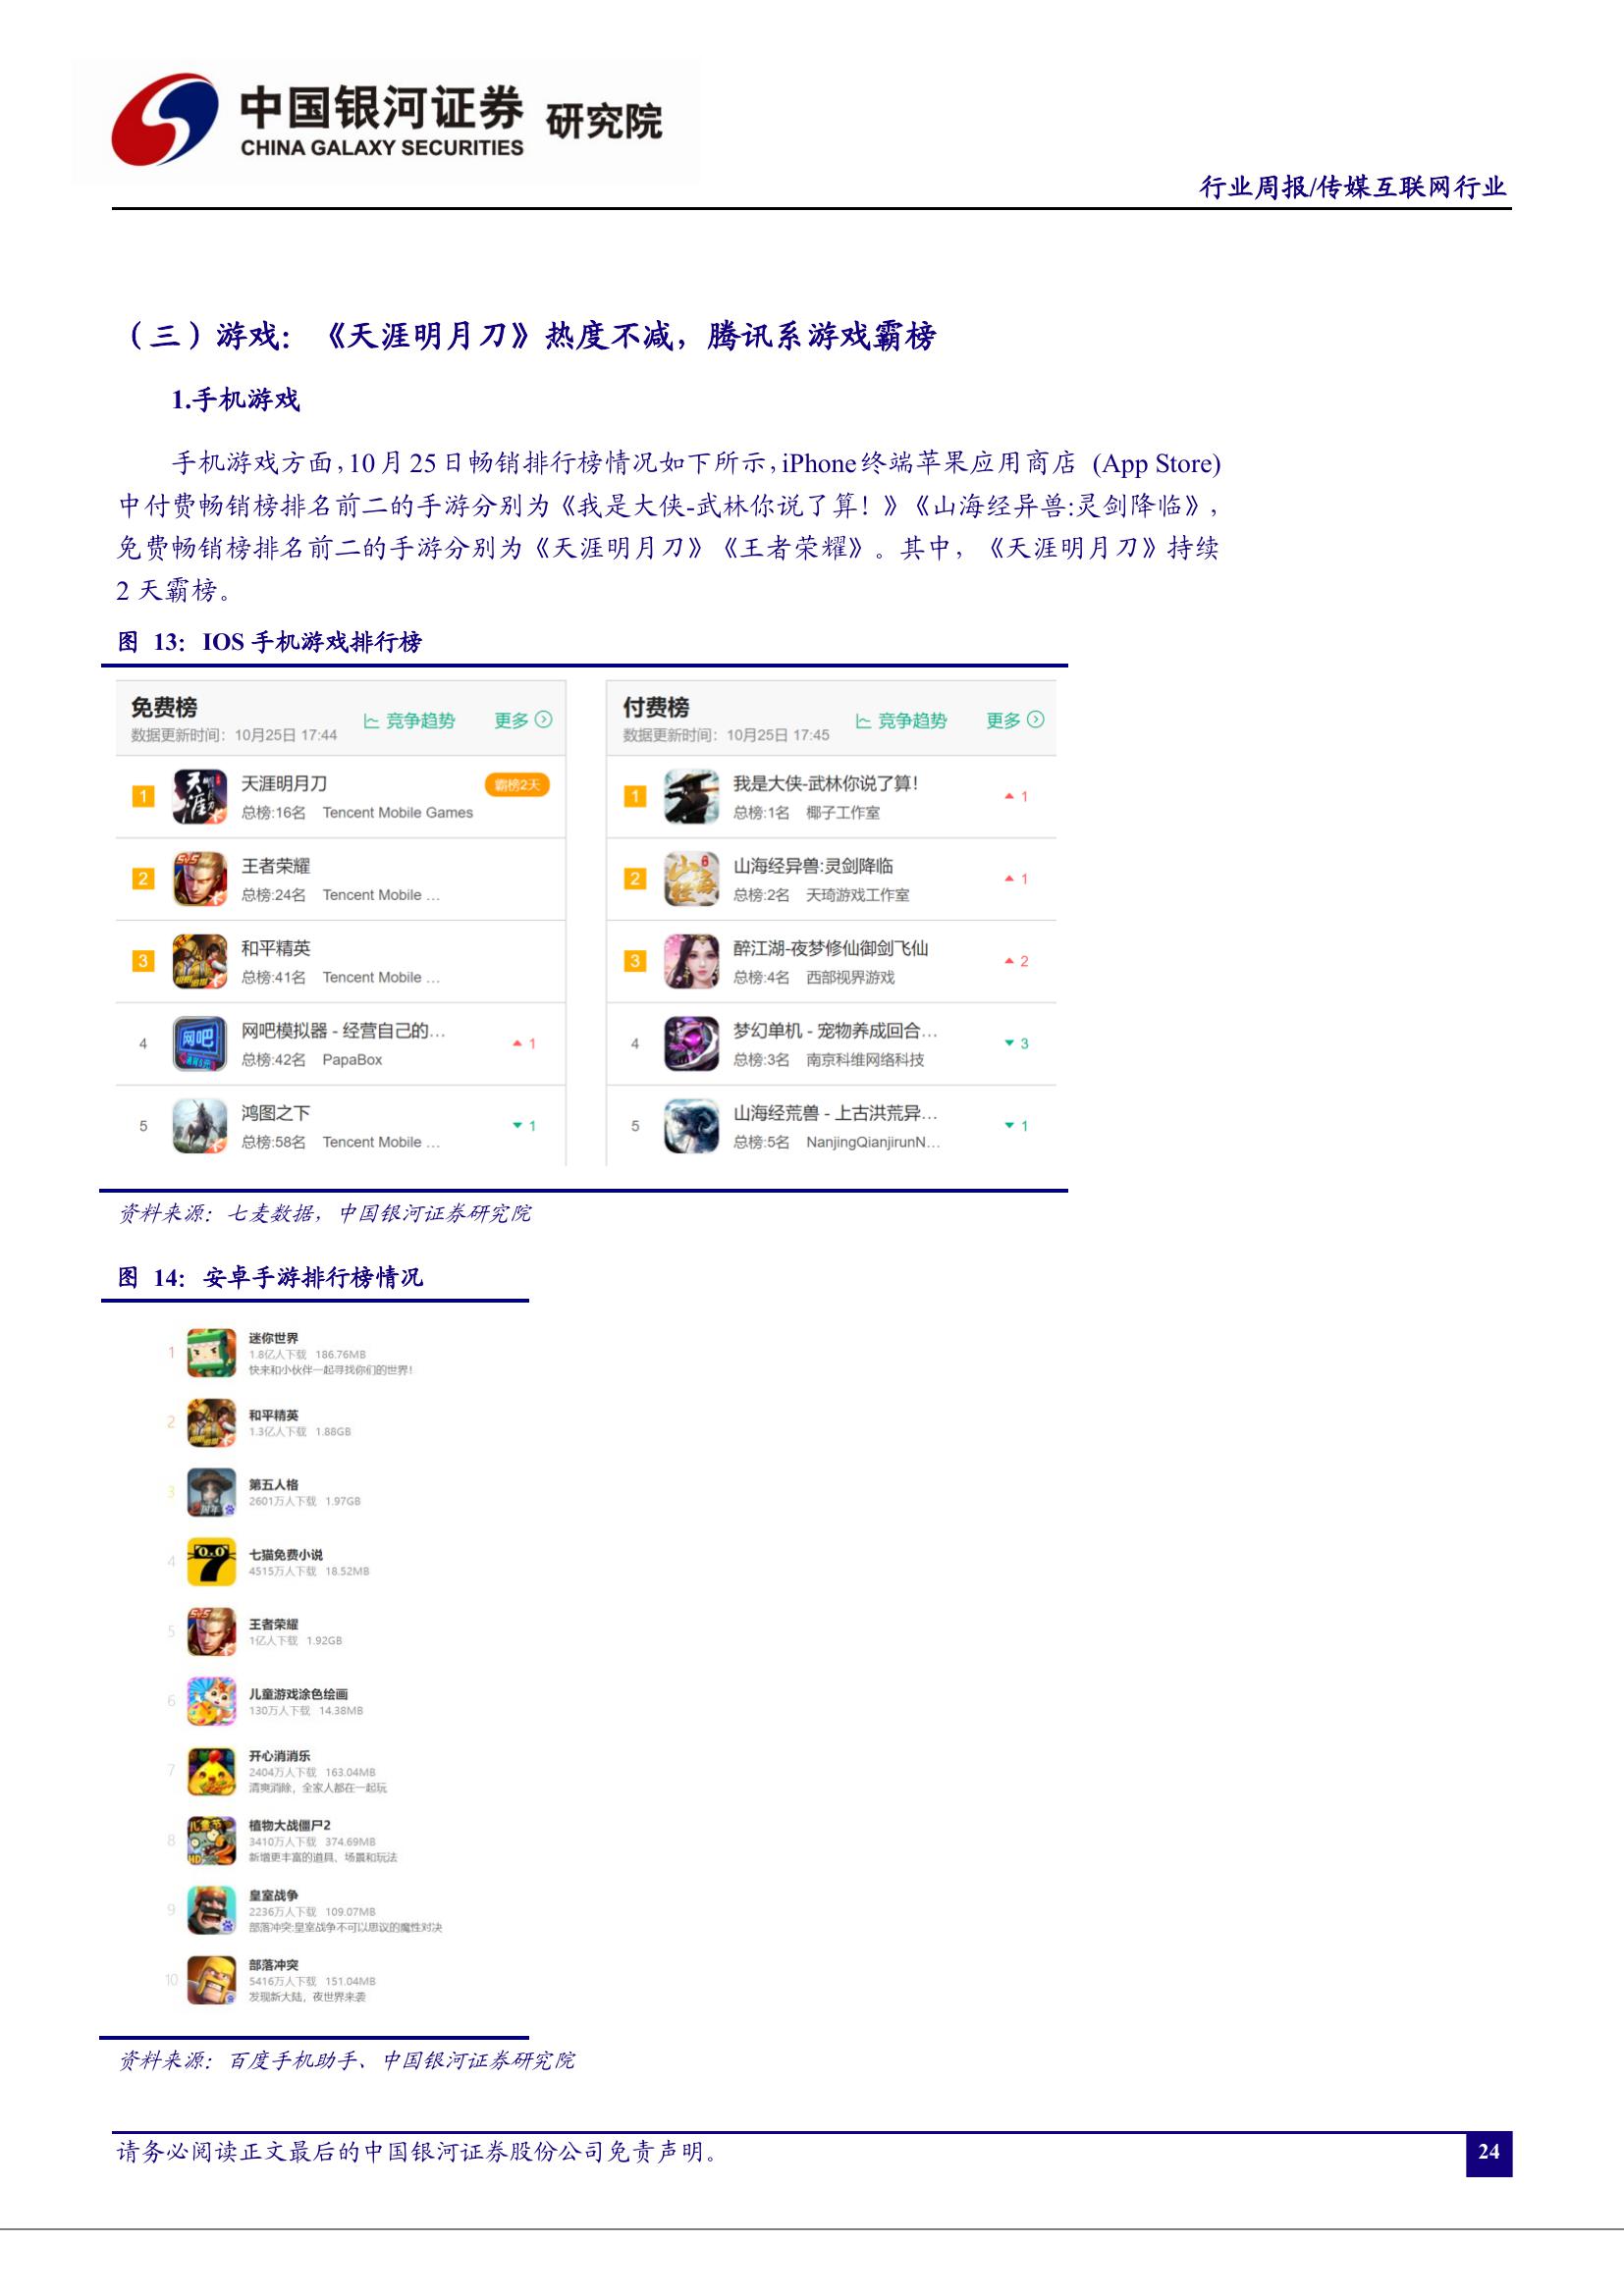 中国银河证券 研究院
CHINA GALAXY SECURITIES
行业周报/传媒互联网行业
（三）游戏：《天涯明月刀》热度不减，腾讯系游戏霸榜
1.手机游戏
手机游戏方面，10 月 25 日畅销排行榜情况如下所示，iPhone 终端苹果应用商店 (App Store)
中付费畅销榜排名前二的手游分别为《我是大侠-武林你说了算！》《山海经异兽:灵剑降临》，
免费畅销榜排名前二的手游分别为《天涯明月刀》《王者荣耀》。其中，《天涯明月刀》持续
2 天霸榜。
图 13：IOS 手机游戏排行榜
免费榜
数据更新时间：10月25日 17:44
竞争趋势 更多
1 天涯明月刀 霸榜2天
总榜:16名 Tencent Mobile Games
2 王者荣耀
总榜:24名 Tencent Mobile ...
3 和平精英
总榜:41名 Tencent Mobile ...
4 网吧模拟器 - 经营自己的... 1
总榜:42名 PapaBox
5 鸿图之下 1
总榜:58名 Tencent Mobile ...
付费榜
数据更新时间：10月25日 17:45
竞争趋势 更多
1 我是大侠-武林你说了算！ 1
总榜:1名 椰子工作室
2 山海经异兽:灵剑降临 1
总榜:2名 天琦游戏工作室
3 醉江湖-夜梦修仙御剑飞仙 2
总榜:4名 西部视界游戏
4 梦幻单机 - 宠物养成回合... 3
总榜:3名 南京科维网络科技
5 山海经荒兽 - 上古洪荒异... 1
总榜:5名 NanjingQianjirunN...
资料来源：七麦数据，中国银河证券研究院
图 14：安卓手游排行榜情况
1 迷你世界
1.8亿人下载 186.76MB
快来和小伙伴一起寻找你们的世界！
2 和平精英
1.3亿人下载 1.88GB
3 第五人格
2601万人下载 1.97GB
4 七猫免费小说
4515万人下载 18.52MB
5 王者荣耀
1亿人下载 1.92GB
6 儿童游戏涂色绘画
130万人下载 14.38MB
7 开心消消乐
2404万人下载 163.04MB
清爽消除，全家人都在一起玩
8 植物大战僵尸2
3410万人下载 374.69MB
新增更丰富的道具、场景和玩法
9 皇室战争
2236万人下载 109.07MB
部落冲突:皇室战争不可以思议的魔性对决
10 部落冲突
5416万人下载 151.04MB
发现新大陆，夜世界来袭
资料来源：百度手机助手、中国银河证券研究院
请务必阅读正文最后的中国银河证券股份公司免责声明。
24